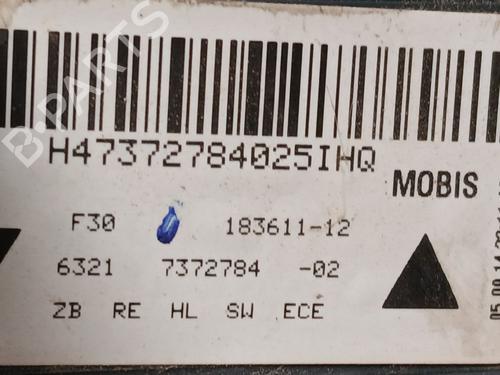 H47372784025IHQ
MOBIS
F30 183611-12
6321 7372784 -02
ZB RE HL SW ECE
B-PARTS